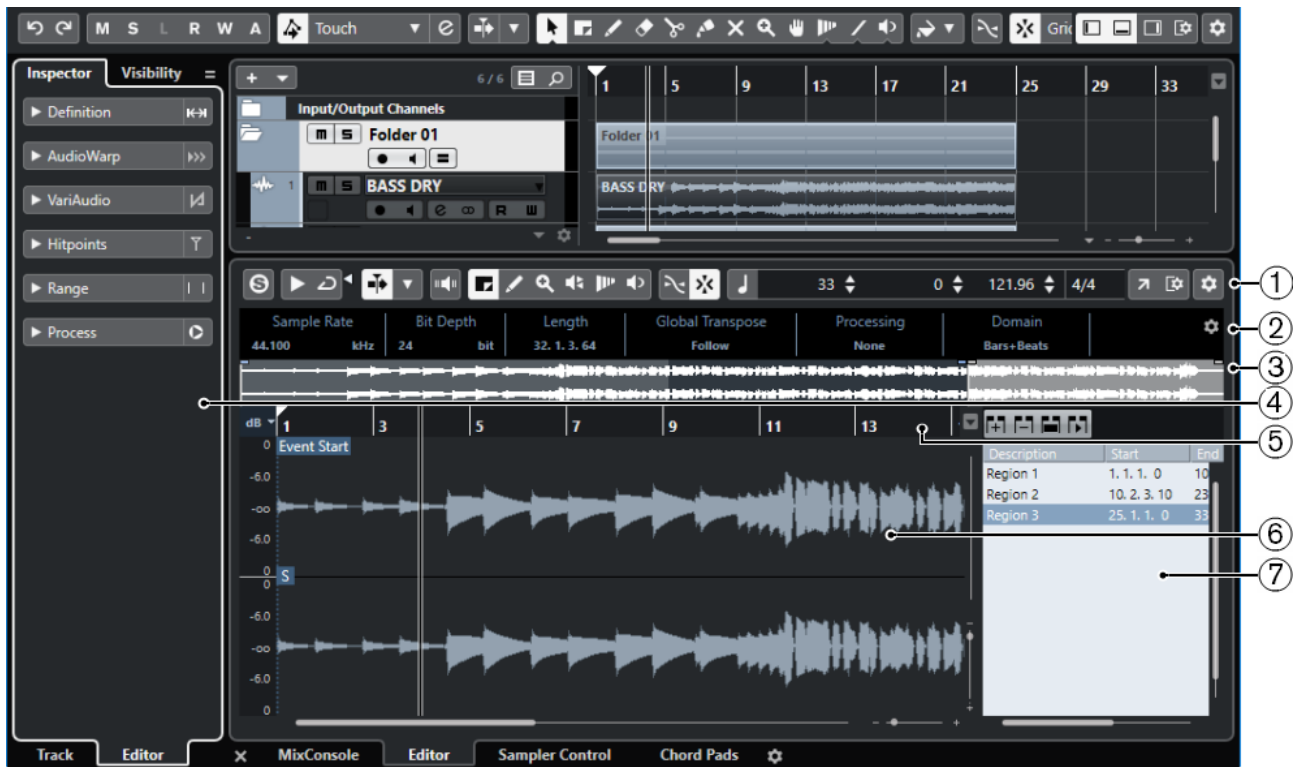 M S L R W A Touch Grid
Inspector Visibility
Definition
AudioWarp
VariAudio
Hitpoints
Range
Process
6/6
Input/Output Channels
m S Folder 01
1 m S BASS DRY
R
1 5 9 13 17 21 25 29 33
Folder 01
BASS DRY
S 33 0 121.96 4/4
1
Sample Rate Bit Depth Length Global Transpose Processing Domain
44.100 kHz 24 bit 32. 1. 3. 64 Follow None Bars+Beats
2
3
4
dB 1 3 5 7 9 11 13
5
0 Event Start
-6.0
-oo
-6.0
0
0 S
-6.0
-oo
-6.0
0
Description Start End
Region 1 1. 1. 1. 0 10
Region 2 10. 2. 3. 10 23
Region 3 25. 1. 1. 0 33
6
7
Track Editor
MixConsole Editor Sampler Control Chord Pads